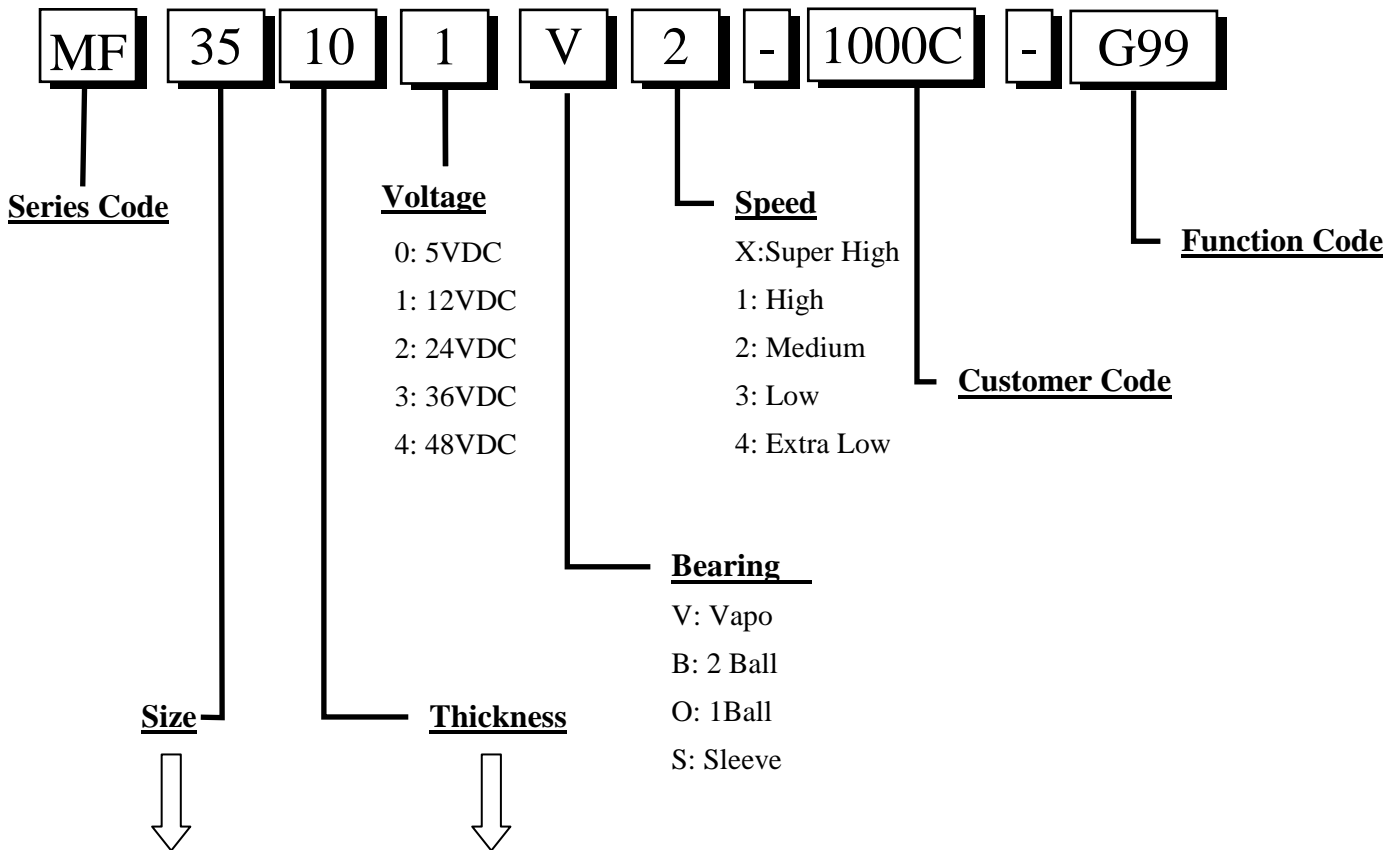 MF 35 10 1 V 2 - 1000C - G99
Series Code
Voltage
0: 5VDC
1: 12VDC
2: 24VDC
3: 36VDC
4: 48VDC
Speed
X:Super High
1: High
2: Medium
3: Low
4: Extra Low
Function Code
Customer Code
Bearing
V: Vapo
B: 2 Ball
O: 1Ball
S: Sleeve
Size
Thickness